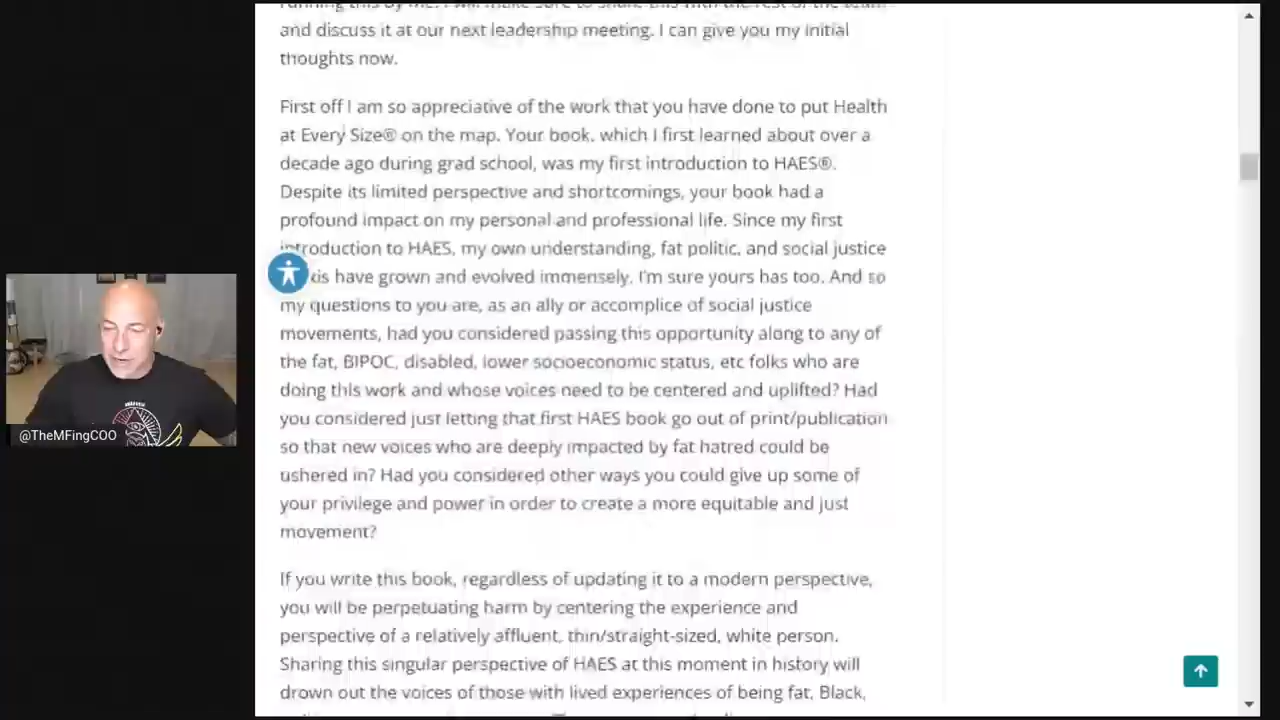 and discuss it at our next leadership meeting. I can give you my initial
thoughts now.
First off I am so appreciative of the work that you have done to put Health
at Every Size® on the map. Your book, which I first learned about over a
decade ago during grad school, was my first introduction to HAES®.
Despite its limited perspective and shortcomings, your book had a
profound impact on my personal and professional life. Since my first
introduction to HAES, my own understanding, fat politic, and social justice
have grown and evolved immensely. I'm sure yours has too. And so
my questions to you are, as an ally or accomplice of social justice
movements, had you considered passing this opportunity along to any of
the fat, BIPOC, disabled, lower socioeconomic status, etc folks who are
doing this work and whose voices need to be centered and uplifted? Had
you considered just letting that first HAES book go out of print/publication
so that new voices who are deeply impacted by fat hatred could be
ushered in? Had you considered other ways you could give up some of
your privilege and power in order to create a more equitable and just
movement?
If you write this book, regardless of updating it to a modern perspective,
you will be perpetuating harm by centering the experience and
perspective of a relatively affluent, thin/straight-sized, white person.
Sharing this singular perspective of HAES at this moment in history will
drown out the voices of those with lived experiences of being fat, Black,
@TheMFingCOO